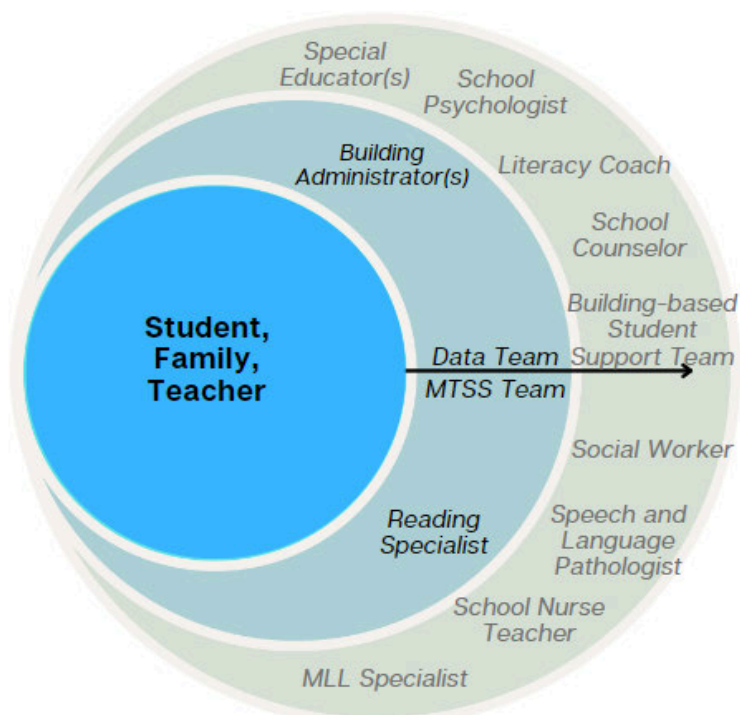 Special
Educator(s)
School
Psychologist
Building
Administrator(s)
Literacy Coach
School
Counselor
Student,
Family,
Teacher
Building-based
Student
Support Team
Data Team
MTSS Team
Social Worker
Reading
Specialist
Speech and
Language
Pathologist
School Nurse
Teacher
MLL Specialist